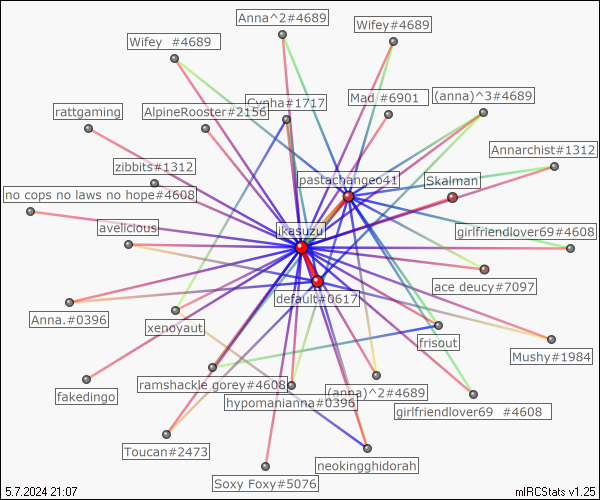 Anna^2#4689
Wifey#4689
Wifey  #4689
Cypha#1717
Mad #6901
(anna)^3#4689
rattgaming
AlpineRooster#2156
Annarchist#1312
zibbits#1312
pastachangeo41
Skalman
no cops no laws no hope#4608
avelicious
ikasuzu
girlfriendlover69#4608
ace deucy#7097
default#0617
Anna.#0396
xenoyaut
frisout
Mushy#1984
fakedingo
ramshackle gorey#4608
(anna)^2#4689
hypomanianna#0396
girlfriendlover69  #4608
Toucan#2473
neokingghidorah
Soxy Foxy#5076
5.7.2024 21:07
mIRCStats v1.25